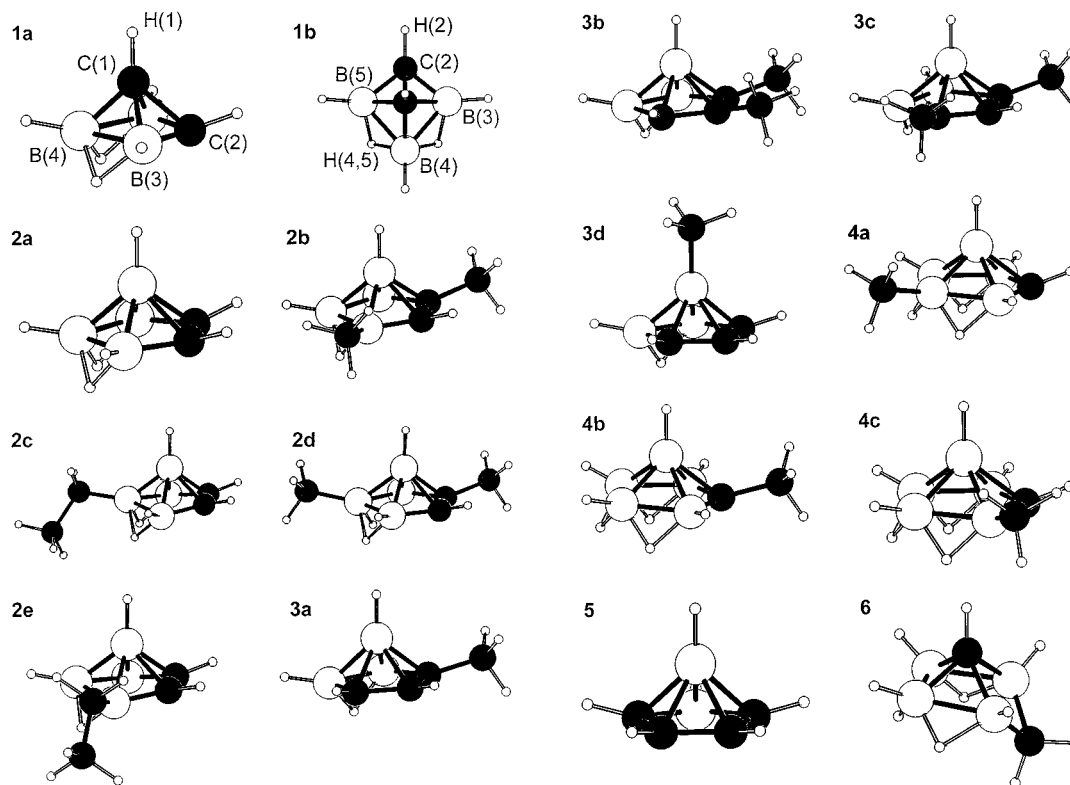 1a
H(1)
C(1)
B(4)
B(3)
C(2)
1b
H(2)
C(2)
B(5)
B(3)
H(4,5)
B(4)
3b
3c
2a
2b
3d
4a
2c
2d
4b
4c
2e
3a
5
6